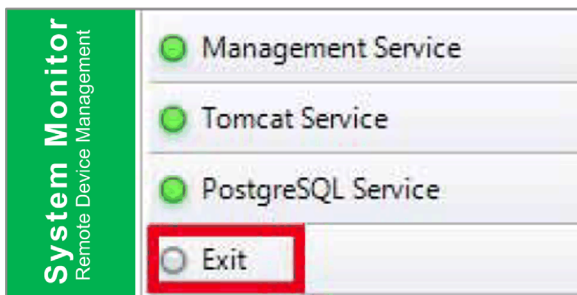 System Monitor
Remote Device Management
Management Service
Tomcat Service
PostgreSQL Service
Exit